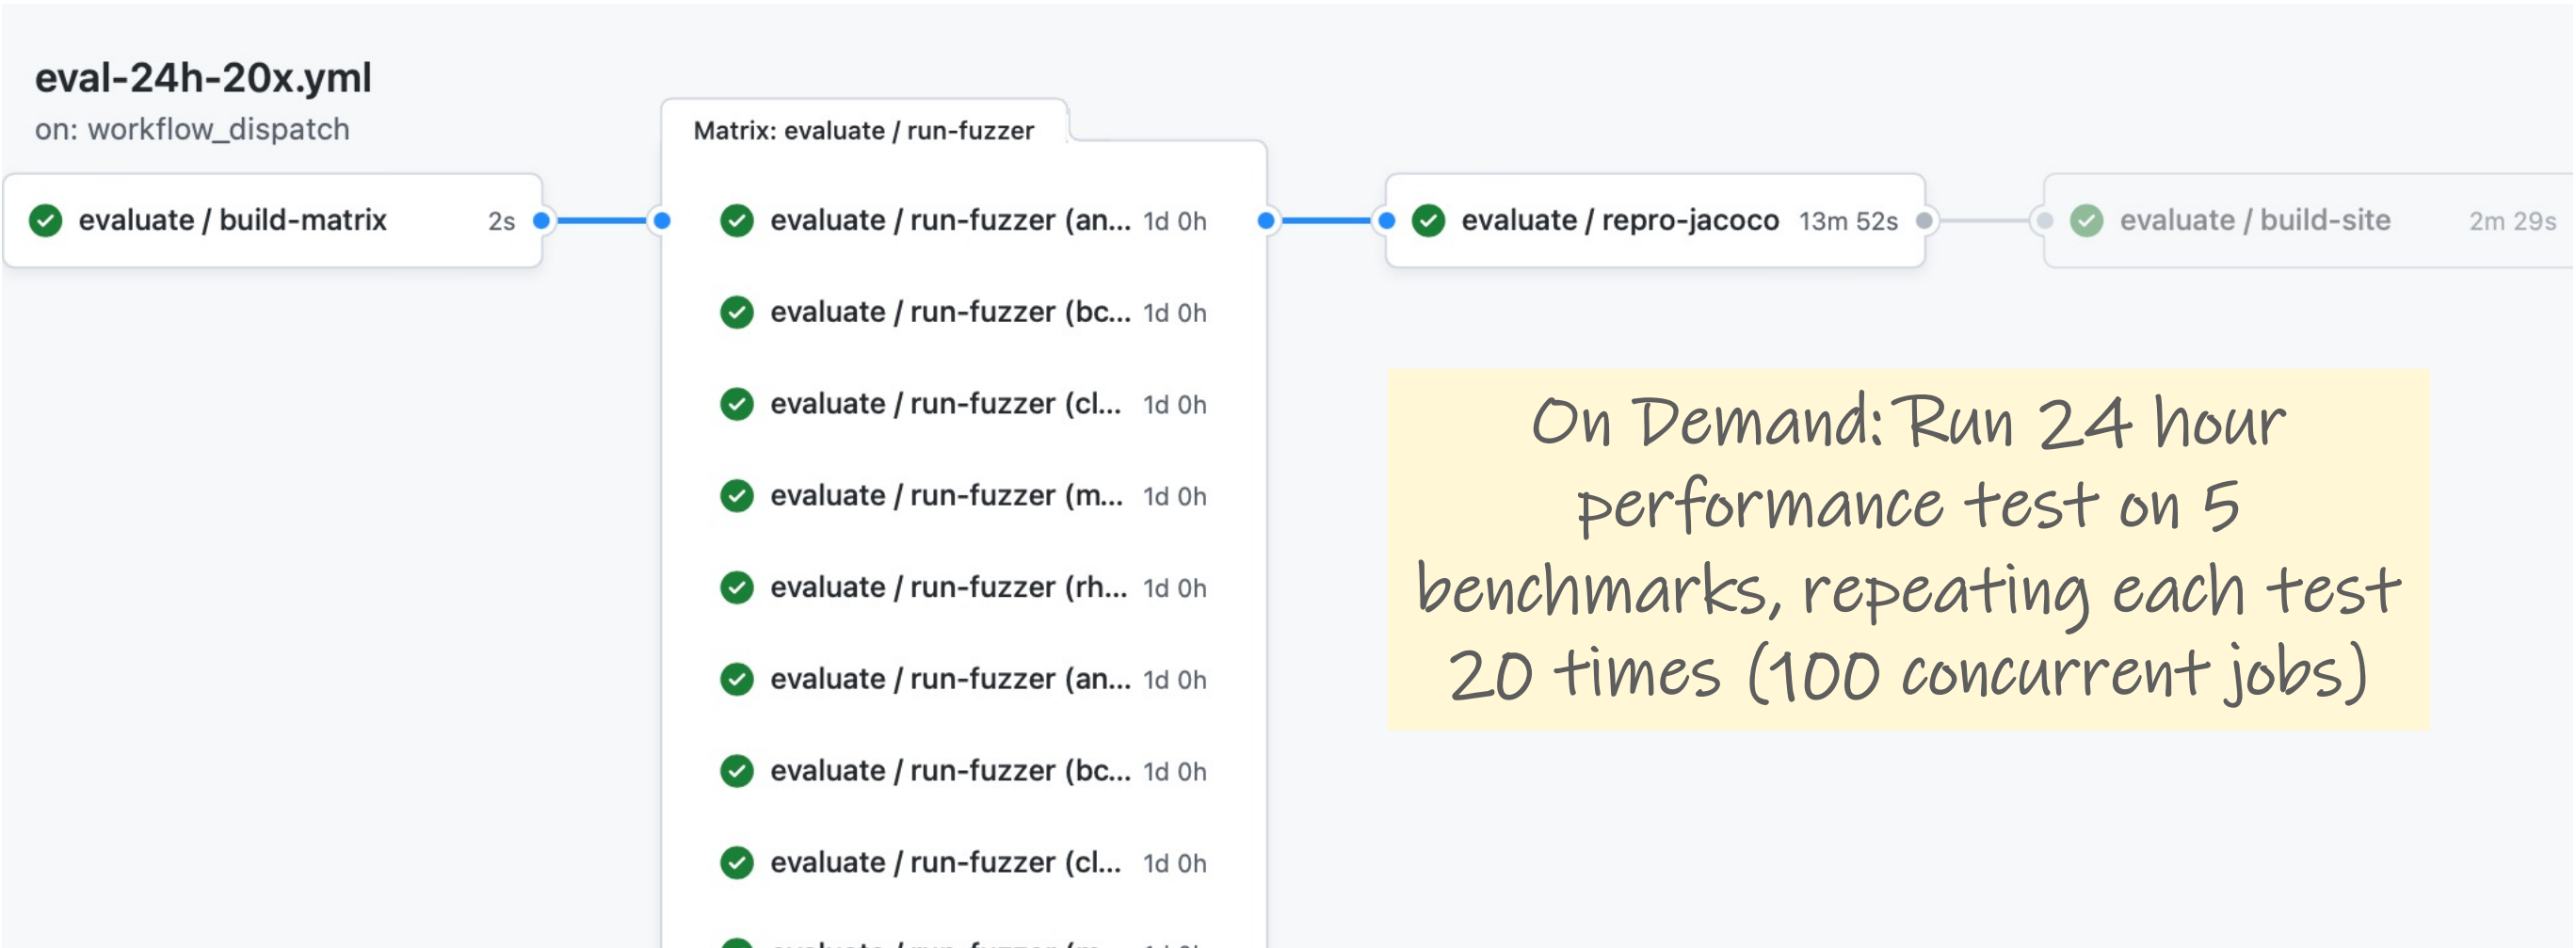 eval-24h-20x.yml
on: workflow_dispatch
evaluate / build-matrix 2s
Matrix: evaluate / run-fuzzer
evaluate / run-fuzzer (an... 1d 0h
evaluate / run-fuzzer (bc... 1d 0h
evaluate / run-fuzzer (cl... 1d 0h
evaluate / run-fuzzer (m... 1d 0h
evaluate / run-fuzzer (rh... 1d 0h
evaluate / run-fuzzer (an... 1d 0h
evaluate / run-fuzzer (bc... 1d 0h
evaluate / run-fuzzer (cl... 1d 0h
evaluate / repro-jacoco 13m 52s
evaluate / build-site 2m 29s
On Demand: Run 24 hour
performance test on 5
benchmarks, repeating each test
20 times (100 concurrent jobs)